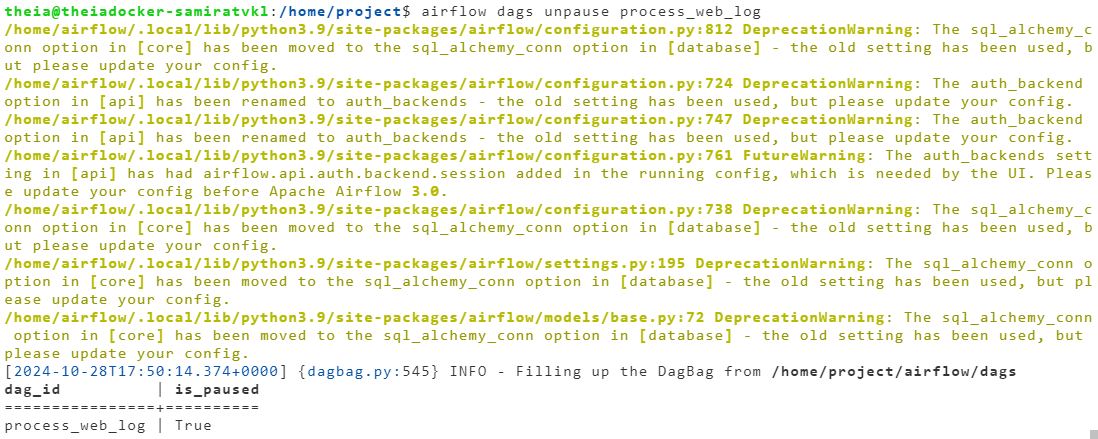 theia@theiadocker-samiratvkl:/home/project$ airflow dags unpause process_web_log
/home/airflow/.local/lib/python3.9/site-packages/airflow/configuration.py:812 DeprecationWarning: The sql_alchemy_c
onn option in [core] has been moved to the sql_alchemy_conn option in [database] - the old setting has been used, b
ut please update your config.
/home/airflow/.local/lib/python3.9/site-packages/airflow/configuration.py:724 DeprecationWarning: The auth_backend
option in [api] has been renamed to auth_backends - the old setting has been used, but please update your config.
/home/airflow/.local/lib/python3.9/site-packages/airflow/configuration.py:747 DeprecationWarning: The auth_backend
option in [api] has been renamed to auth_backends - the old setting has been used, but please update your config.
/home/airflow/.local/lib/python3.9/site-packages/airflow/configuration.py:761 FutureWarning: The auth_backends sett
ing in [api] has had airflow.api.auth.backend.session added in the running config, which is needed by the UI. Pleas
e update your config before Apache Airflow 3.0.
/home/airflow/.local/lib/python3.9/site-packages/airflow/configuration.py:738 DeprecationWarning: The sql_alchemy_c
onn option in [core] has been moved to the sql_alchemy_conn option in [database] - the old setting has been used, b
ut please update your config.
/home/airflow/.local/lib/python3.9/site-packages/airflow/settings.py:195 DeprecationWarning: The sql_alchemy_conn o
ption in [core] has been moved to the sql_alchemy_conn option in [database] - the old setting has been used, but pl
ease update your config.
/home/airflow/.local/lib/python3.9/site-packages/airflow/models/base.py:72 DeprecationWarning: The sql_alchemy_conn
 option in [core] has been moved to the sql_alchemy_conn option in [database] - the old setting has been used, but
please update your config.
[2024-10-28T17:50:14.374+0000] {dagbag.py:545} INFO - Filling up the DagBag from /home/project/airflow/dags
dag_id          | is_paused
================+==========
process_web_log | True